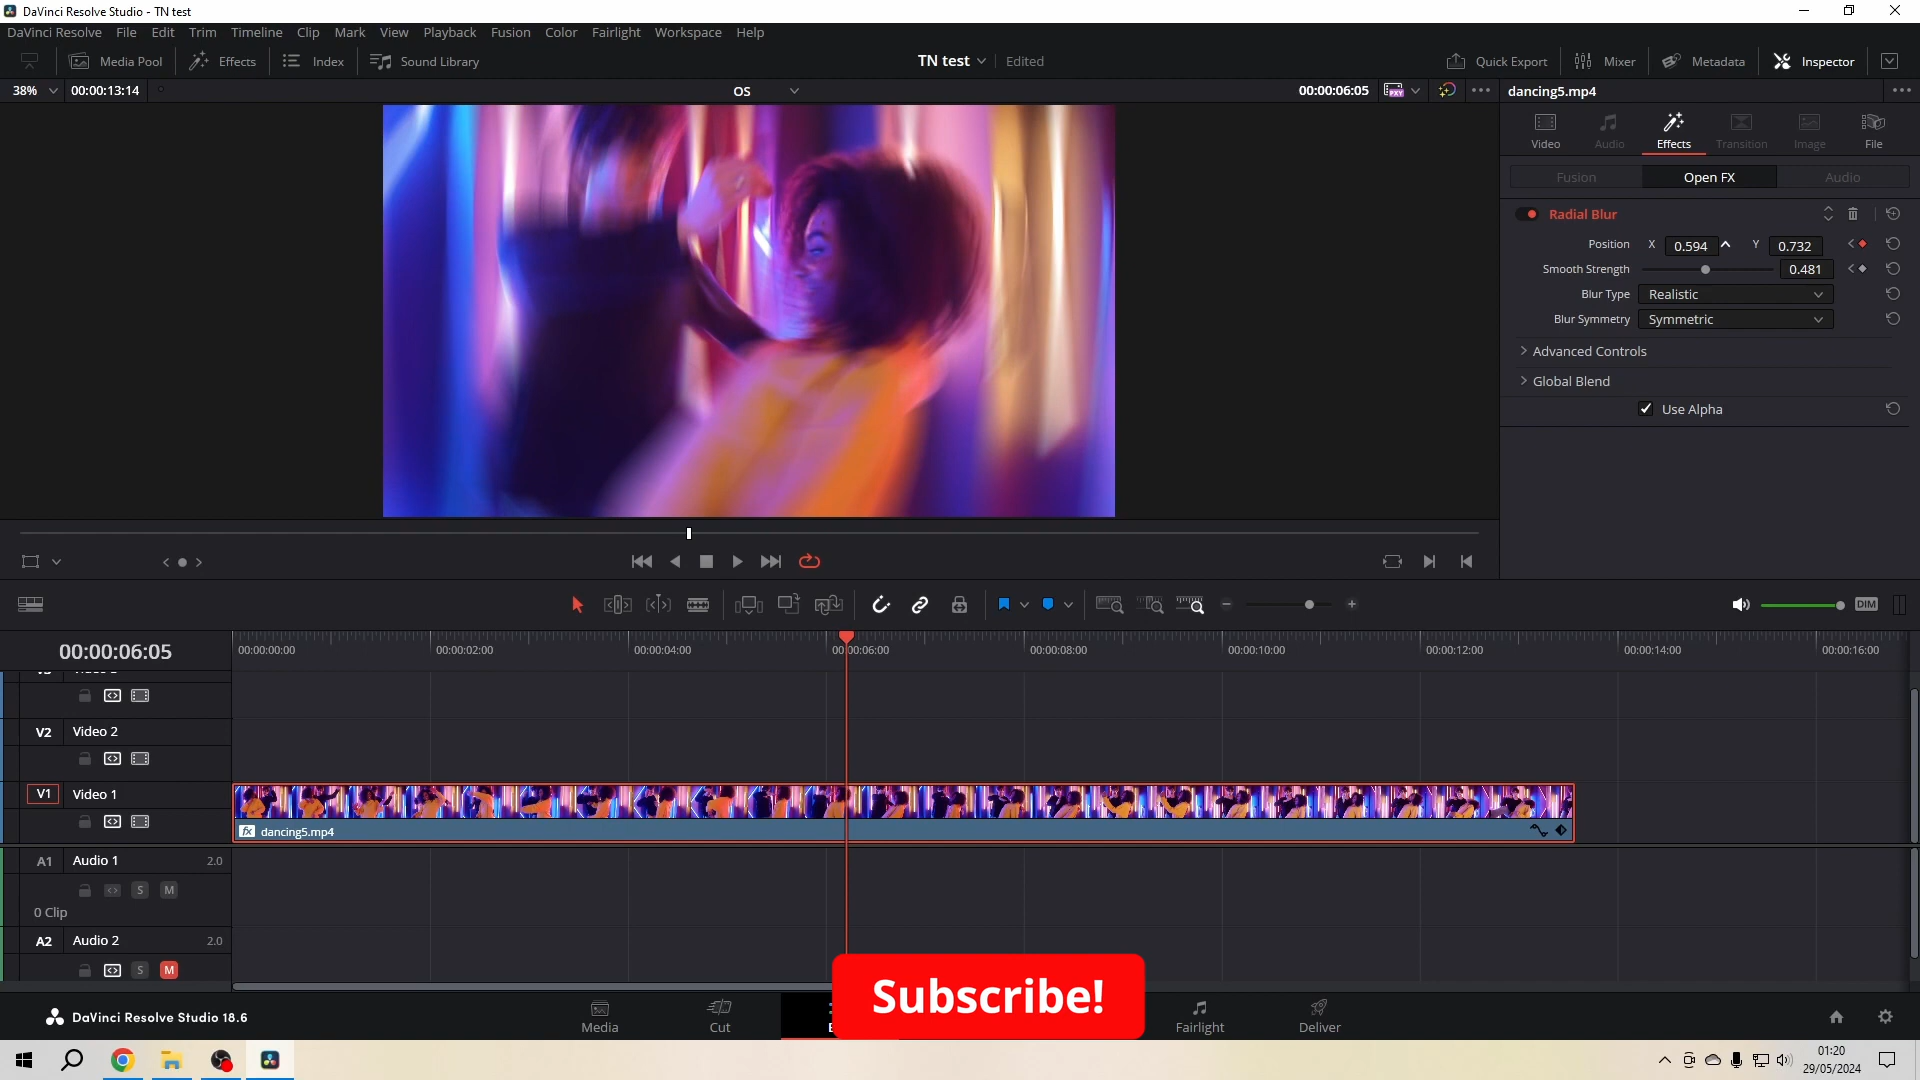 DaVinci Resolve Studio - TN test
DaVinci Resolve File Edit Trim Timeline Clip Mark View Playback Fusion Color Fairlight Workspace Help
Media Pool Effects Index Sound Library TN test Edited Quick Export Mixer Metadata Inspector
38% 00:00:13:14 OS 00:00:06:05 PXY dancing5.mp4
Video Audio Effects Transition Image File
Fusion Open FX Audio
Radial Blur
Position X 0.594 Y 0.732
Smooth Strength 0.481
Blur Type Realistic
Blur Symmetry Symmetric
Advanced Controls
Global Blend
Use Alpha
DIM
00:00:06:05 00:00:00:00 00:00:02:00 00:00:04:00 00:00:06:00 00:00:08:00 00:00:10:00 00:00:12:00 00:00:14:00 00:00:16:00
V2 Video 2
V1 Video 1
fx dancing5.mp4
A1 Audio 1 2.0
S M
0 Clip
A2 Audio 2 2.0
S M
Subscribe!
DaVinci Resolve Studio 18.6 Media Cut Fairlight Deliver
01:20
29/05/2024